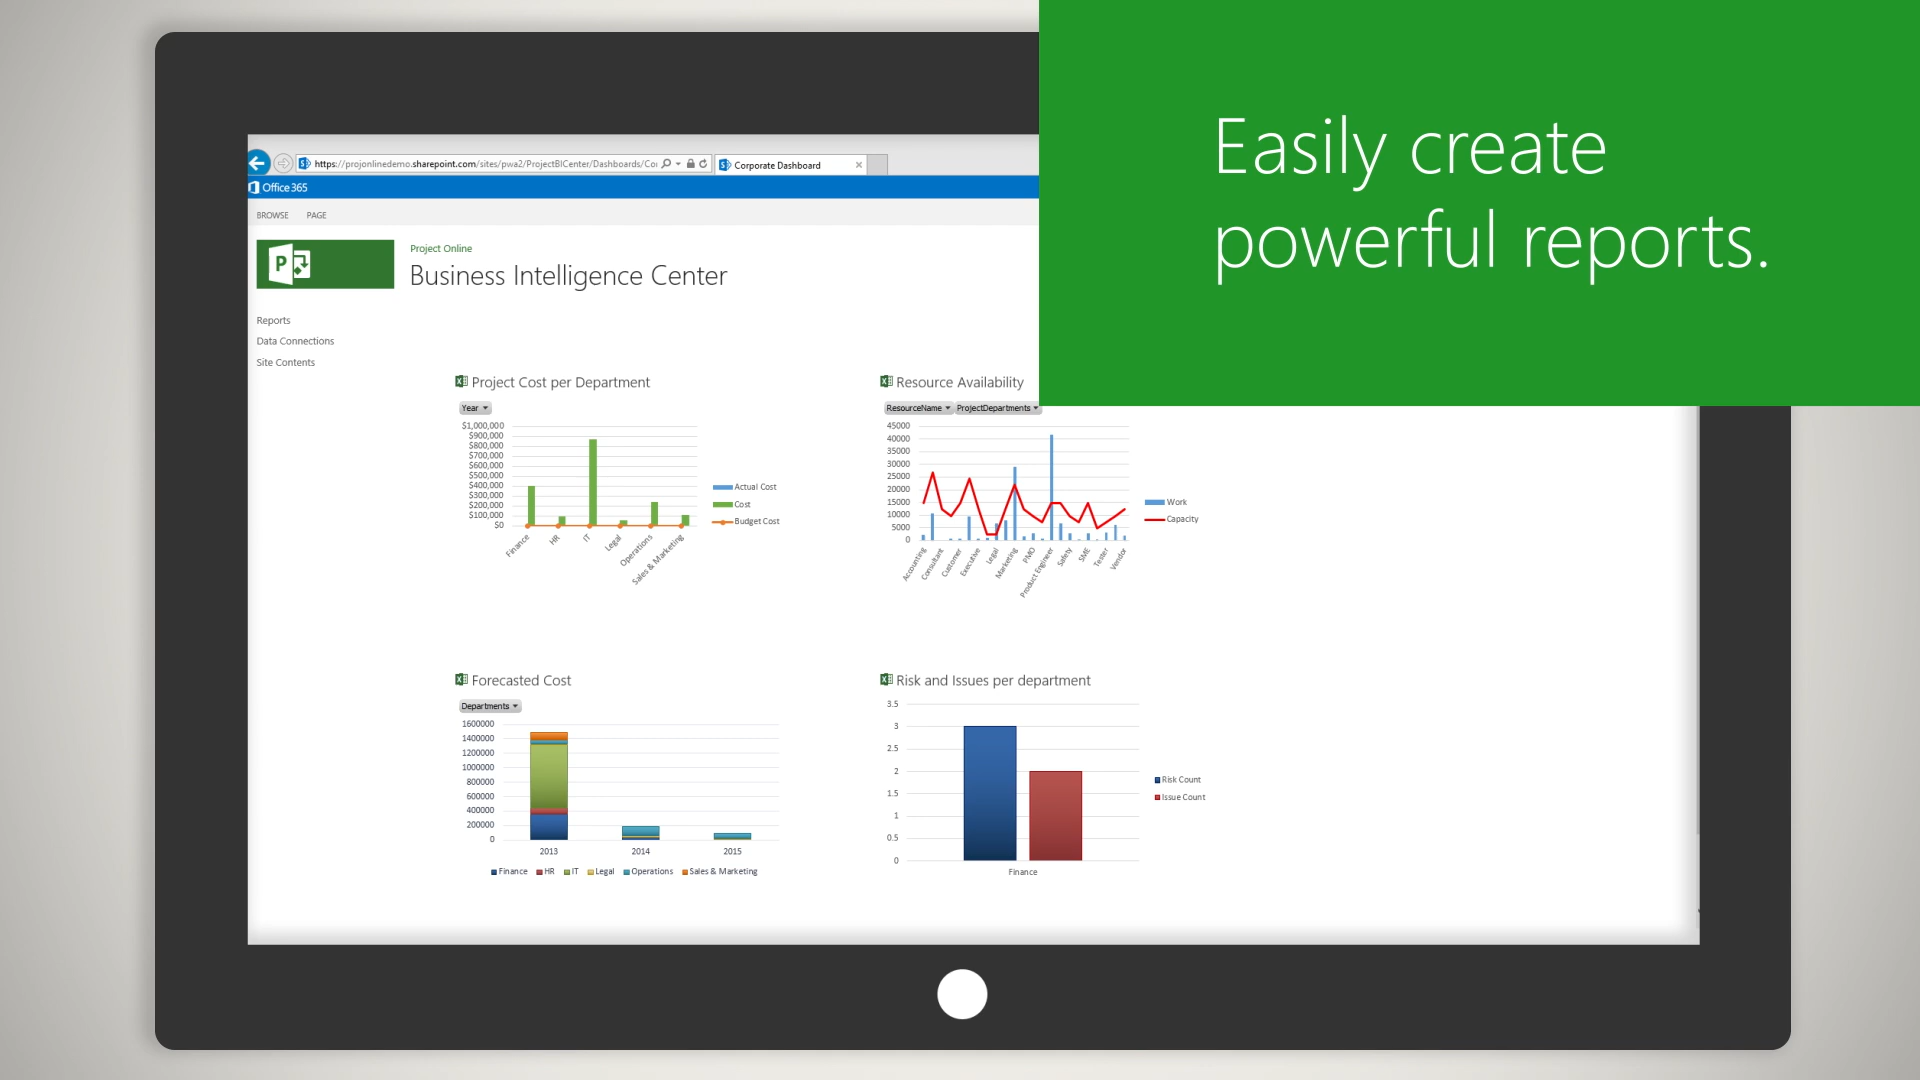 Easily create
powerful reports.
https://projonlinedemo.sharepoint.com/sites/pwa2/ProjectBICenter/Dashboards/Co
Corporate Dashboard
Office 365
BROWSE PAGE
P
Project Online
Business Intelligence Center
Reports
Data Connections
Site Contents
Project Cost per Department
Year
$1,000,000
$900,000
$800,000
$700,000
$600,000
$500,000
$400,000
$300,000
$200,000
$100,000
$0
Finance
HR
IT
Legal
Operations
Sales & Marketing
Actual Cost
Cost
Budget Cost
Resource Availability
ResourceName ProjectDepartments
45000
40000
35000
30000
25000
20000
15000
10000
5000
0
Accounting
Consultant
Customer
Executive
Legal
Marketing
PMO
Product Engineer
Safety
SME
Tester
Vendor
Work
Capacity
Forecasted Cost
Departments
1600000
1400000
1200000
1000000
800000
600000
400000
200000
0
2013 2014 2015
Finance HR IT Legal Operations Sales & Marketing
Risk and Issues per department
3.5
3
2.5
2
1.5
1
0.5
0
Finance
Risk Count
Issue Count